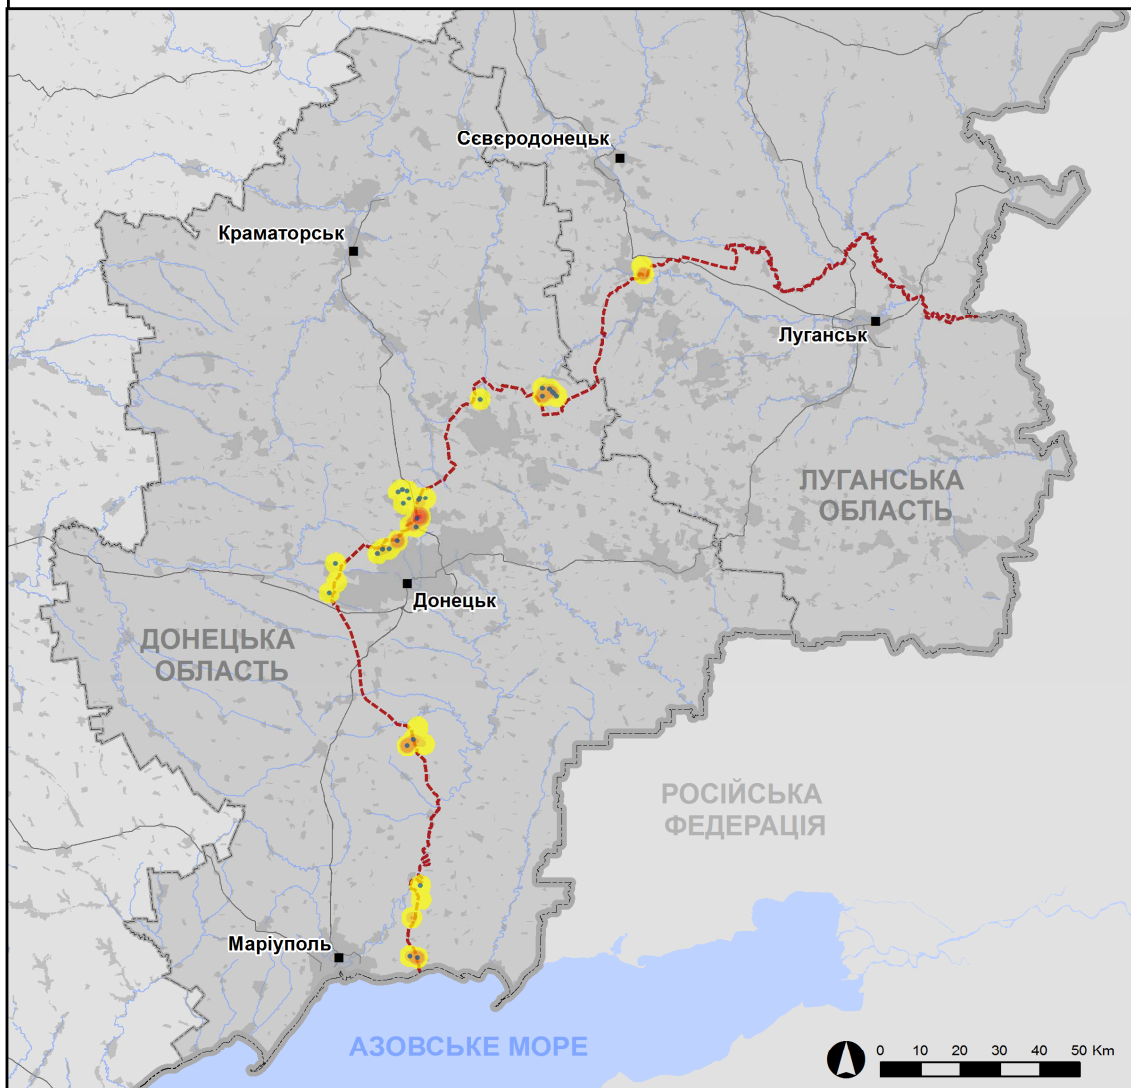 Сєвєродонецьк
Краматорськ
Луганськ
ЛУГАНСЬКА
ОБЛАСТЬ
Донецьк
ДОНЕЦЬКА
ОБЛАСТЬ
РОСІЙСЬКА
ФЕДЕРАЦІЯ
Маріуполь
АЗОВСЬКЕ МОРЕ
0 10 20 30 40 50 Km